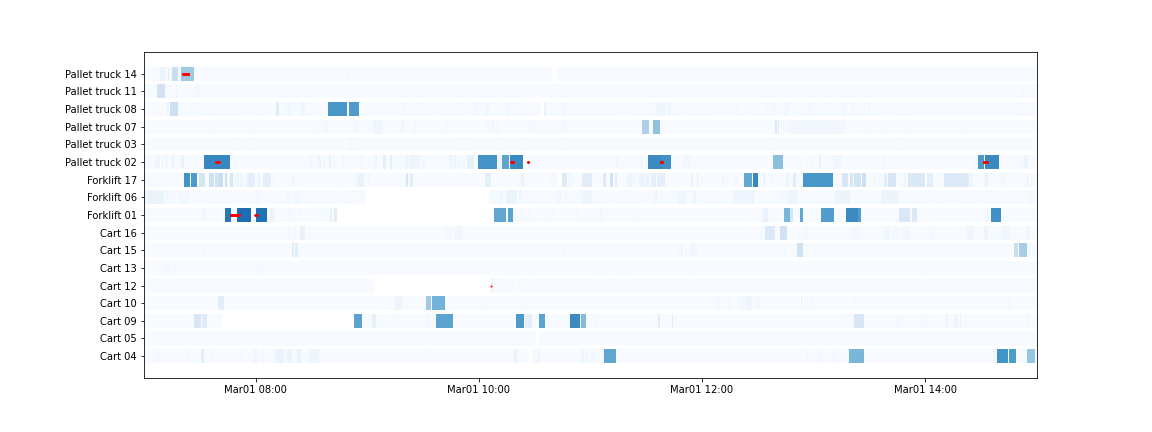 Pallet truck 14
Pallet truck 11
Pallet truck 08
Pallet truck 07
Pallet truck 03
Pallet truck 02
Forklift 17
Forklift 06
Forklift 01
Cart 16
Cart 15
Cart 13
Cart 12
Cart 10
Cart 09
Cart 05
Cart 04
Mar01 08:00 Mar01 10:00 Mar01 12:00 Mar01 14:00